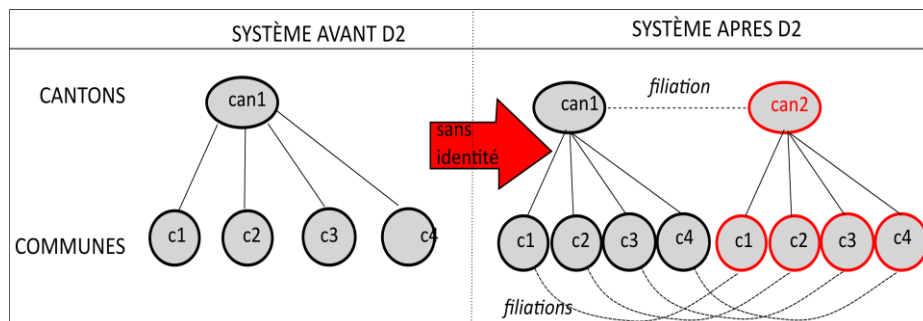 SYSTÈME AVANT D2
SYSTÈME APRES D2
CANTONS
can1
sans
identité
can1
filiation
can2
COMMUNES
c1
c2
c3
c4
c1
c2
c3
c4
c1
c2
c3
c4
filiations